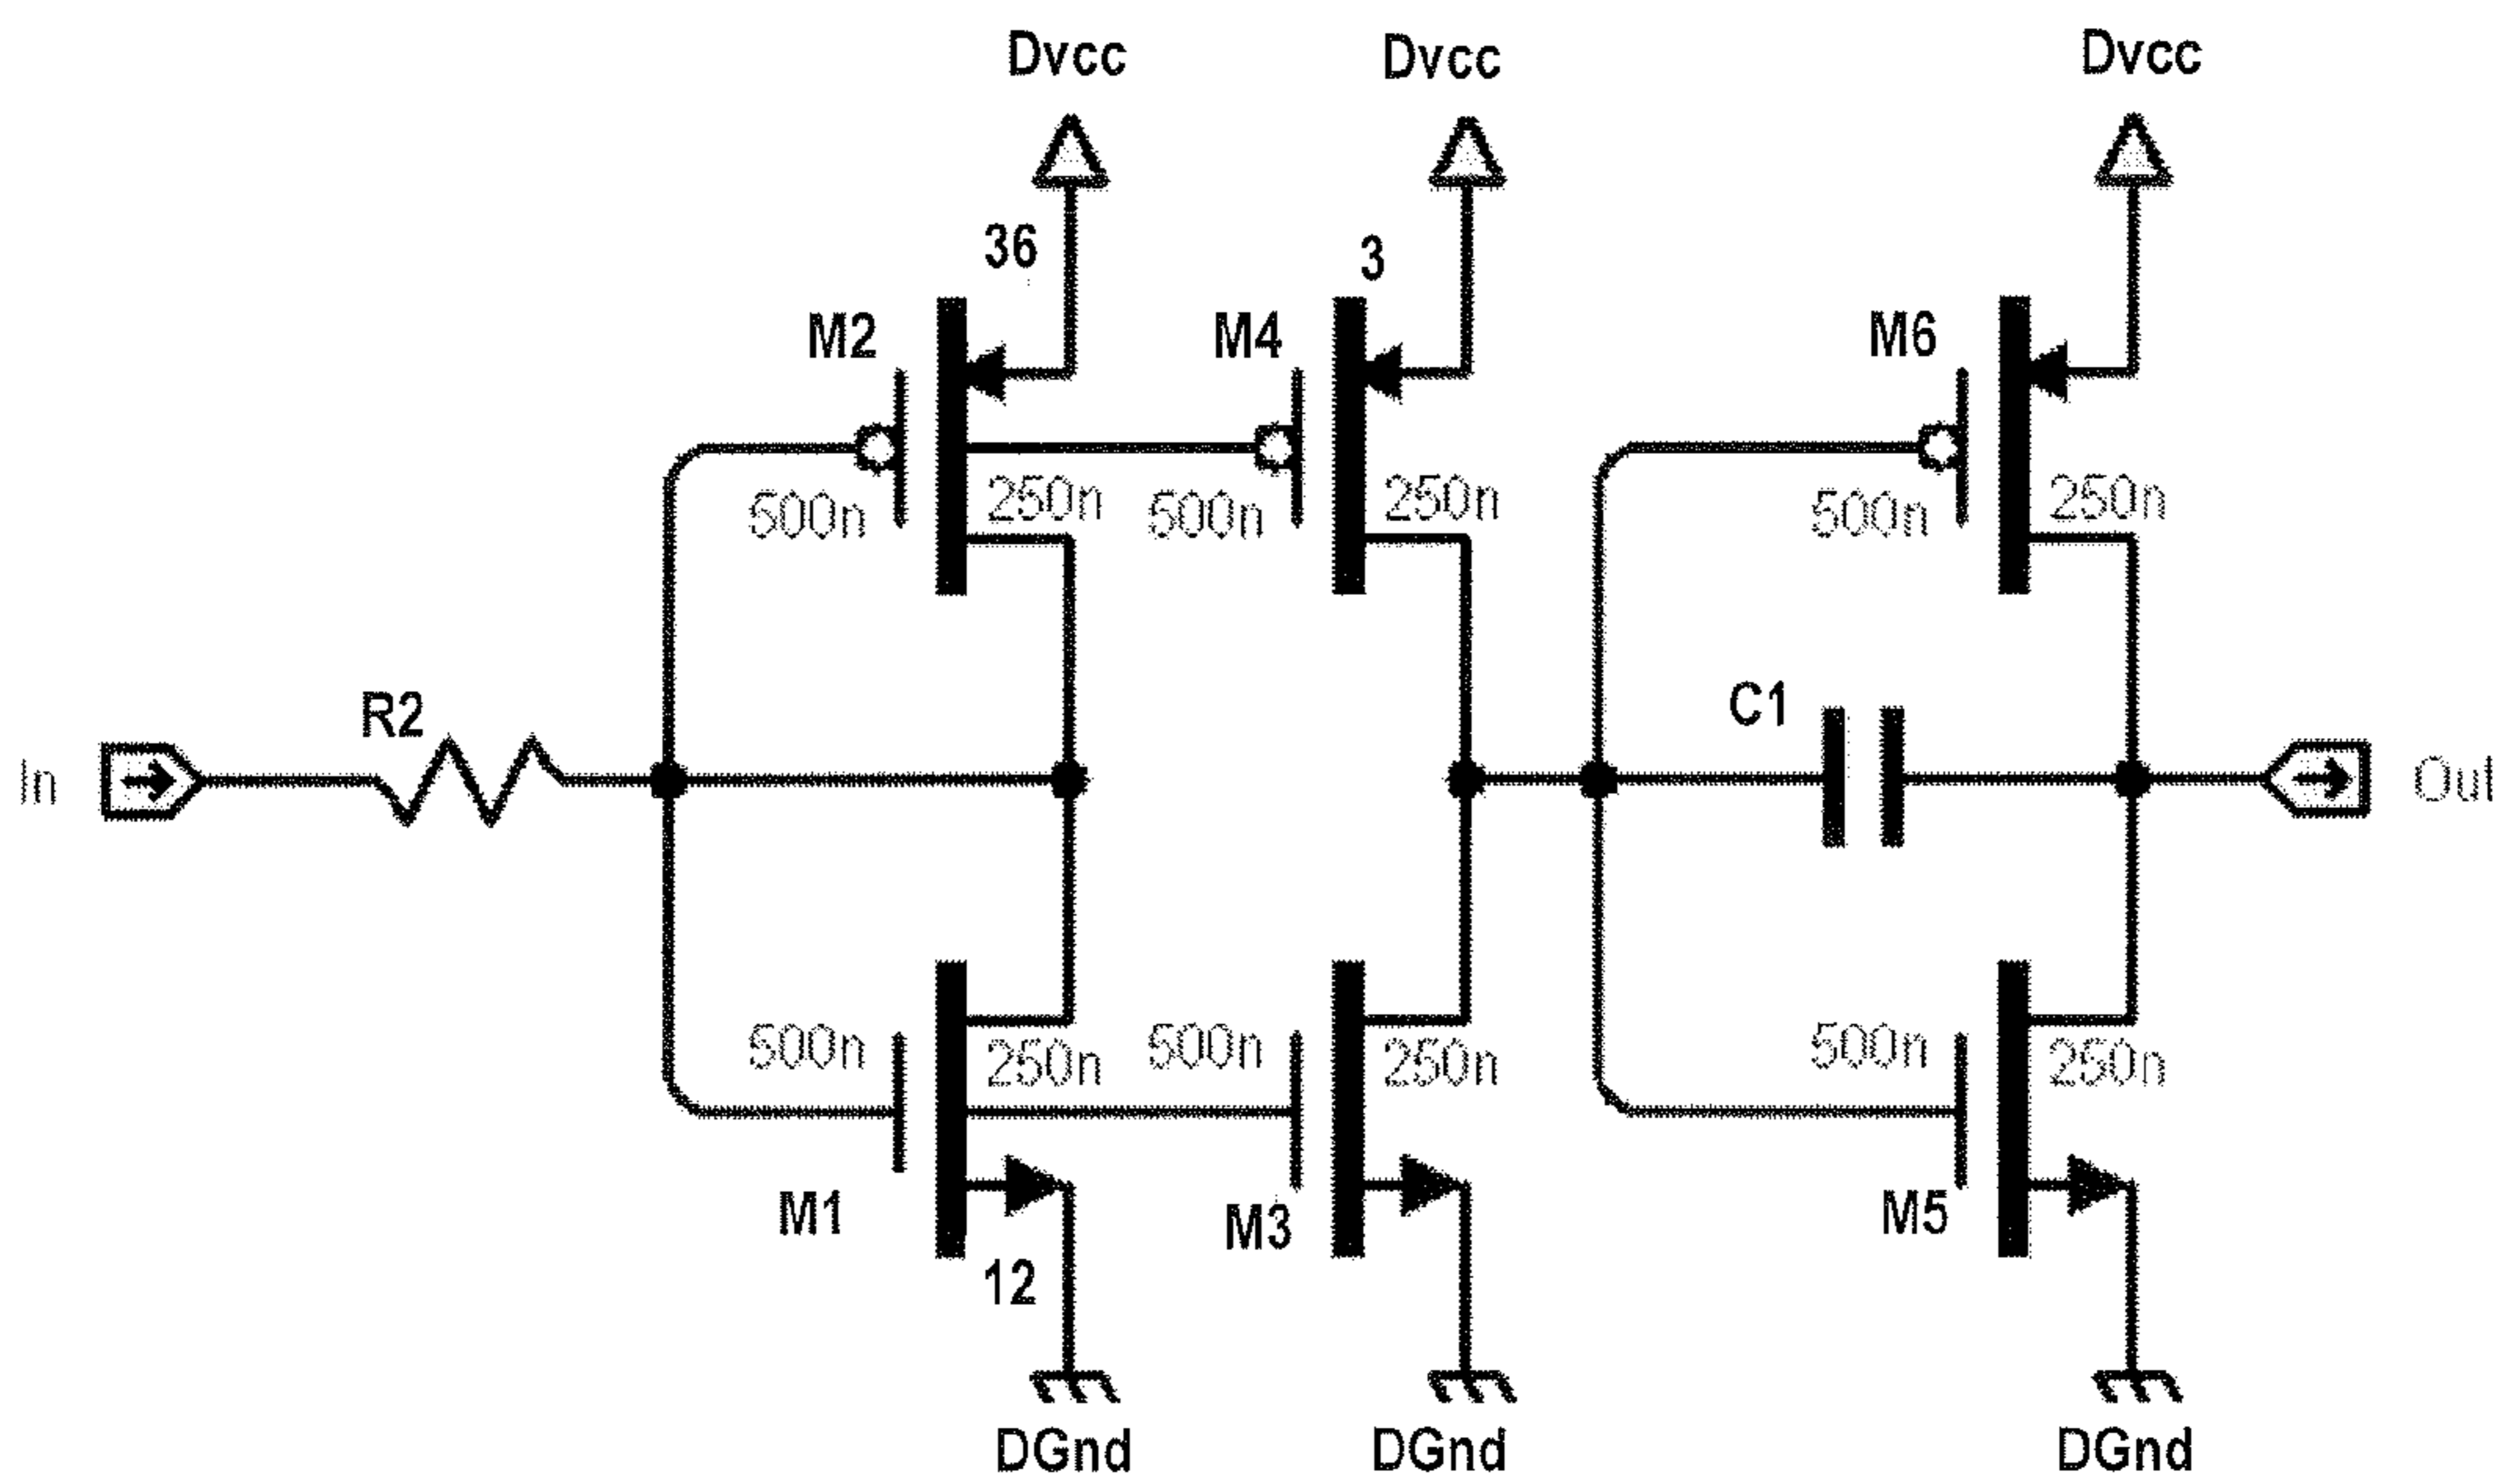 Dvcc Dvcc Dvcc
36 3
M2 M4 M6
500n 250n 500n 250n 500n 250n
R2 C1
In Out
500n 250n 500n 250n 500n 250n
M1 M3 M5
12
DGnd DGnd DGnd